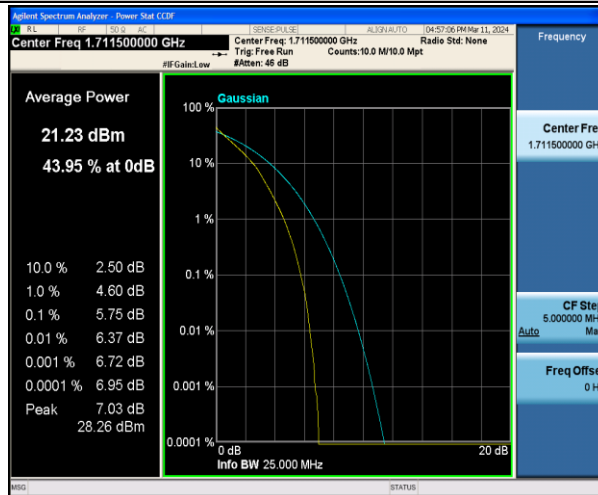 Agilent Spectrum Analyzer - Power Stat CCDF
RL RF 50 Ω AC SENSE:PULSE ALIGN AUTO 04:57:06 PM Mar 11, 2024
Center Freq 1.711500000 GHz
Center Freq: 1.711500000 GHz Radio Std: None
Trig: Free Run Counts:10.0 M/10.0 Mpt
#IFGain:Low #Atten: 46 dB
Frequency
Average Power
21.23 dBm
43.95 % at 0dB
10.0 % 2.50 dB
1.0 % 4.60 dB
0.1 % 5.75 dB
0.01 % 6.37 dB
0.001 % 6.72 dB
0.0001 % 6.95 dB
Peak 7.03 dB
28.26 dBm
Gaussian
100 %
10 %
1 %
0.1 %
0.01 %
0.001 %
0.0001 %
0 dB 20 dB
Info BW 25.000 MHz
Center Fre
1.711500000 GH
CF Ste
5.000000 MH
Auto Ma
Freq Offse
0 H
MSG STATUS